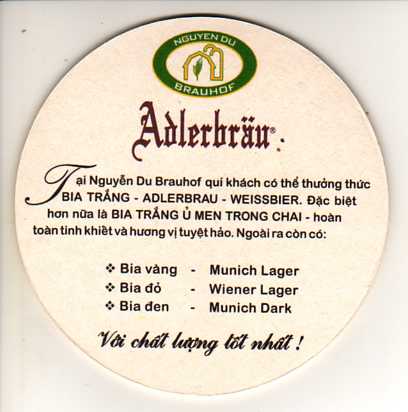 NGUYEN DU
BRAUHOF
Adlerbräu®
Tại Nguyễn Du Brauhof quí khách có thể thưởng thức
BIA TRẮNG - ADLERBRAU - WEISSBIER. Đặc biệt
hơn nữa là BIA TRẮNG Ủ MEN TRONG CHAI - hoàn
toàn tinh khiết và hương vị tuyệt hảo. Ngoài ra còn có:
❖ Bia vàng - Munich Lager
❖ Bia đỏ - Wiener Lager
❖ Bia đen - Munich Dark
Với chất lượng tốt nhất !